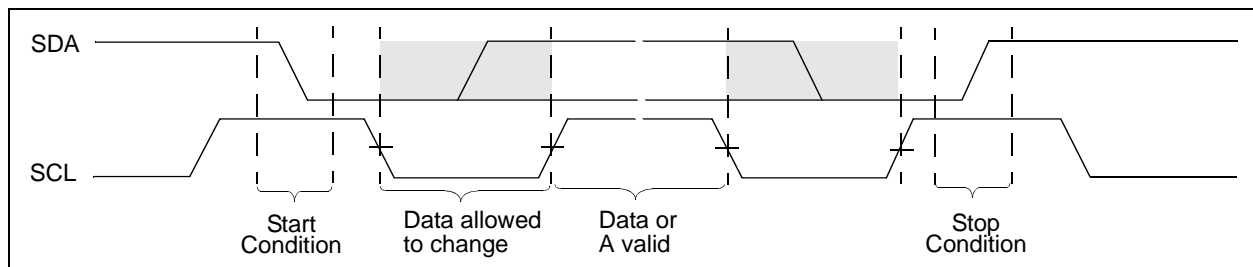 SDA
SCL
Start
Condition
Data allowed
to change
Data or
A valid
Stop
Condition